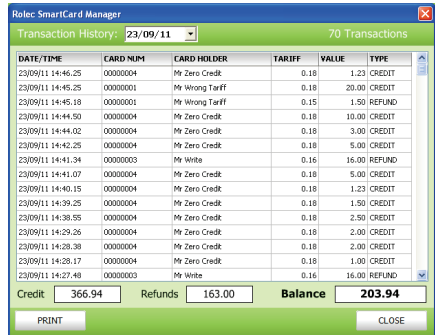 Rolec SmartCard Manager
Transaction History: 23/09/11 70 Transactions
DATE/TIME CARD NUM CARD HOLDER TARIFF VALUE TYPE
23/09/11 14:46.25 00000004 Mr Zero Credit 0.18 1.23 CREDIT
23/09/11 14:45.25 00000001 Mr Wrong Tariff 0.18 20.00 CREDIT
23/09/11 14:45.18 00000001 Mr Wrong Tariff 0.15 1.50 REFUND
23/09/11 14:44.50 00000004 Mr Zero Credit 0.18 10.00 CREDIT
23/09/11 14:44.02 00000004 Mr Zero Credit 0.18 3.00 CREDIT
23/09/11 14:42.25 00000004 Mr Zero Credit 0.18 5.00 CREDIT
23/09/11 14:41.34 00000003 Mr Write 0.16 16.00 REFUND
23/09/11 14:41.07 00000004 Mr Zero Credit 0.18 5.00 CREDIT
23/09/11 14:40.15 00000004 Mr Zero Credit 0.18 1.23 CREDIT
23/09/11 14:39.25 00000004 Mr Zero Credit 0.18 1.50 CREDIT
23/09/11 14:38.55 00000004 Mr Zero Credit 0.18 2.50 CREDIT
23/09/11 14:29.26 00000004 Mr Zero Credit 0.18 2.00 CREDIT
23/09/11 14:28.38 00000004 Mr Zero Credit 0.18 2.00 CREDIT
23/09/11 14:28.17 00000004 Mr Zero Credit 0.18 1.00 CREDIT
23/09/11 14:27.48 00000003 Mr Write 0.16 16.00 REFUND
Credit 366.94 Refunds 163.00 Balance 203.94
PRINT CLOSE